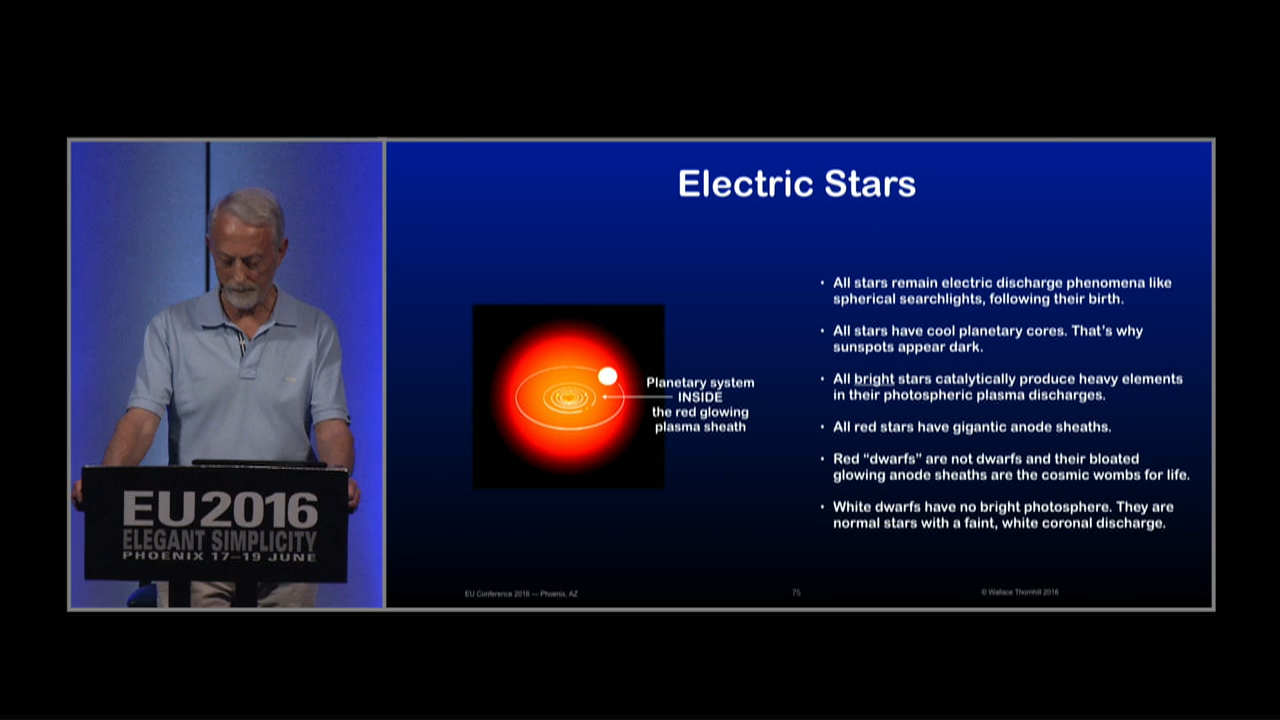 Electric Stars
• All stars remain electric discharge phenomena like
spherical searchlights, following their birth.
• All stars have cool planetary cores. That's why
sunspots appear dark.
• All bright stars catalytically produce heavy elements
in their photospheric plasma discharges.
• All red stars have gigantic anode sheaths.
• Red “dwarfs” are not dwarfs and their bloated
glowing anode sheaths are the cosmic wombs for life.
• White dwarfs have no bright photosphere. They are
normal stars with a faint, white coronal discharge.
Planetary system
INSIDE
the red glowing
plasma sheath
EU2016
ELEGANT SIMPLICITY
PHOENIX 17–19 JUNE
EU Conference 2016 — Phoenix, AZ
75
© Wallace Thornhill 2016